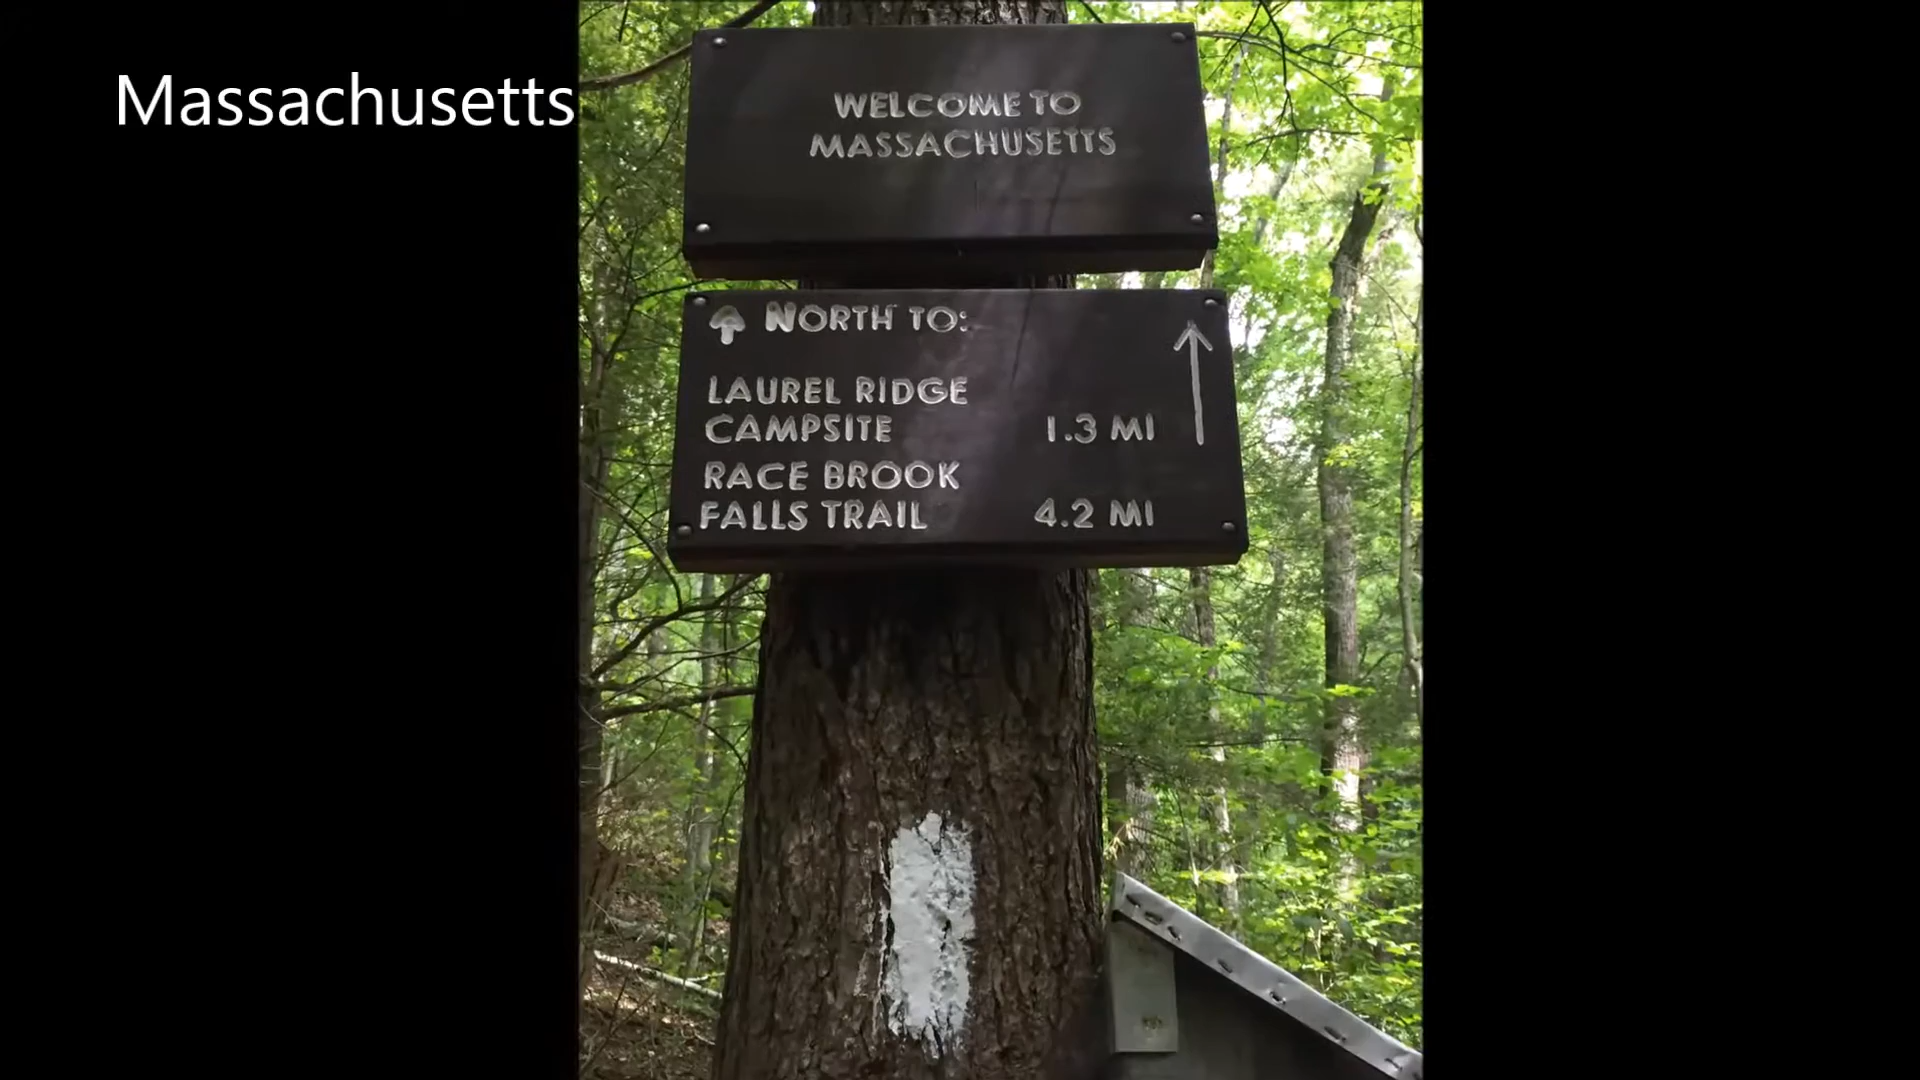 Massachusetts
WELCOME TO
MASSACHUSETTS
NORTH TO:
LAUREL RIDGE
CAMPSITE 1.3 MI
RACE BROOK
FALLS TRAIL 4.2 MI